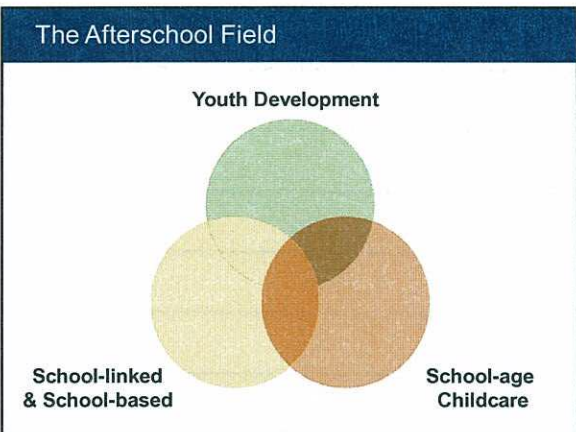 The Afterschool Field
Youth Development
School-linked
& School-based
School-age
Childcare